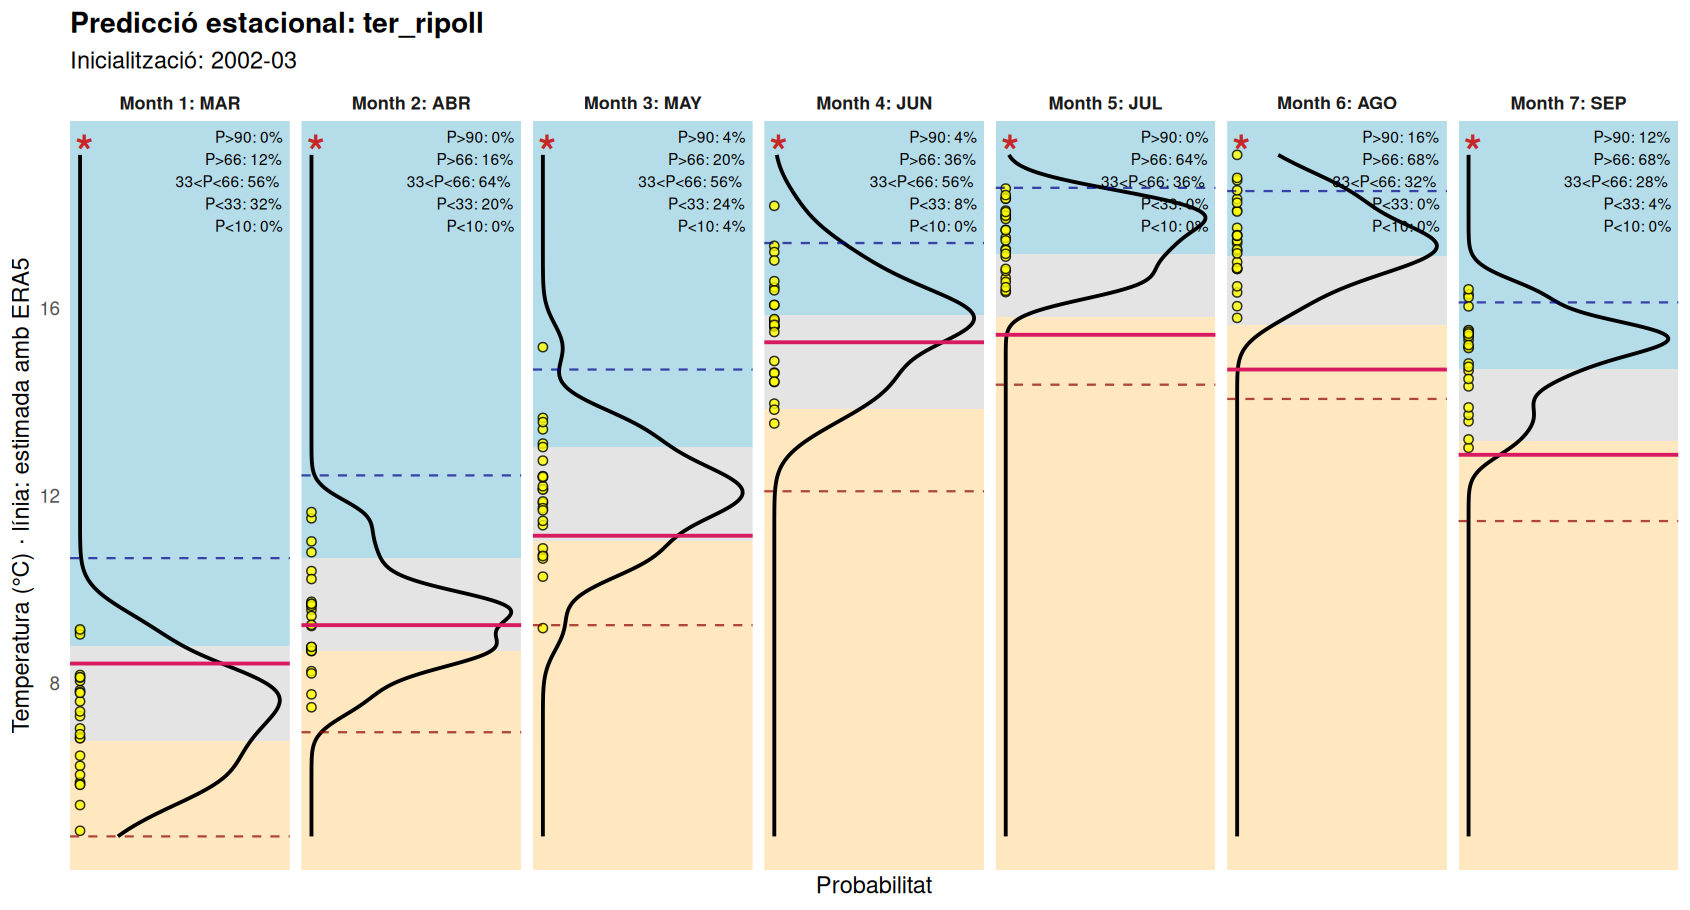 Predicció estacional: ter_ripoll
Inicialització: 2002-03
Month 1: MAR
Month 2: ABR
Month 3: MAY
Month 4: JUN
Month 5: JUL
Month 6: AGO
Month 7: SEP
*
P>90: 0%
P>66: 12%
33<P<66: 56%
P<33: 32%
P<10: 0%
*
P>90: 0%
P>66: 16%
33<P<66: 64%
P<33: 20%
P<10: 0%
*
P>90: 4%
P>66: 20%
33<P<66: 56%
P<33: 24%
P<10: 4%
*
P>90: 4%
P>66: 36%
33<P<66: 56%
P<33: 8%
P<10: 0%
*
P>90: 0%
P>66: 64%
33<P<66: 36%
P<33: 0%
P<10: 0%
*
P>90: 16%
P>66: 68%
33<P<66: 32%
P<33: 0%
P<10: 0%
*
P>90: 12%
P>66: 68%
33<P<66: 28%
P<33: 4%
P<10: 0%
16
12
8
Temperatura (°C) · línia: estimada amb ERA5
Probabilitat